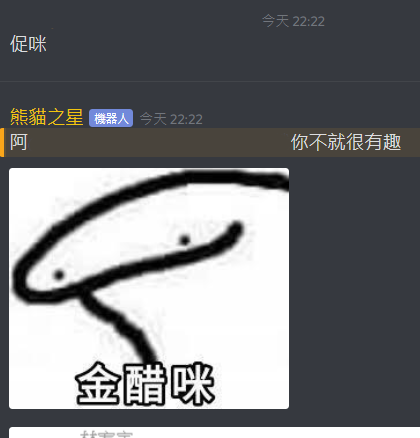 今天 22:22
促咪
熊貓之星 機器人 今天 22:22
阿 你不就很有趣
金醋咪